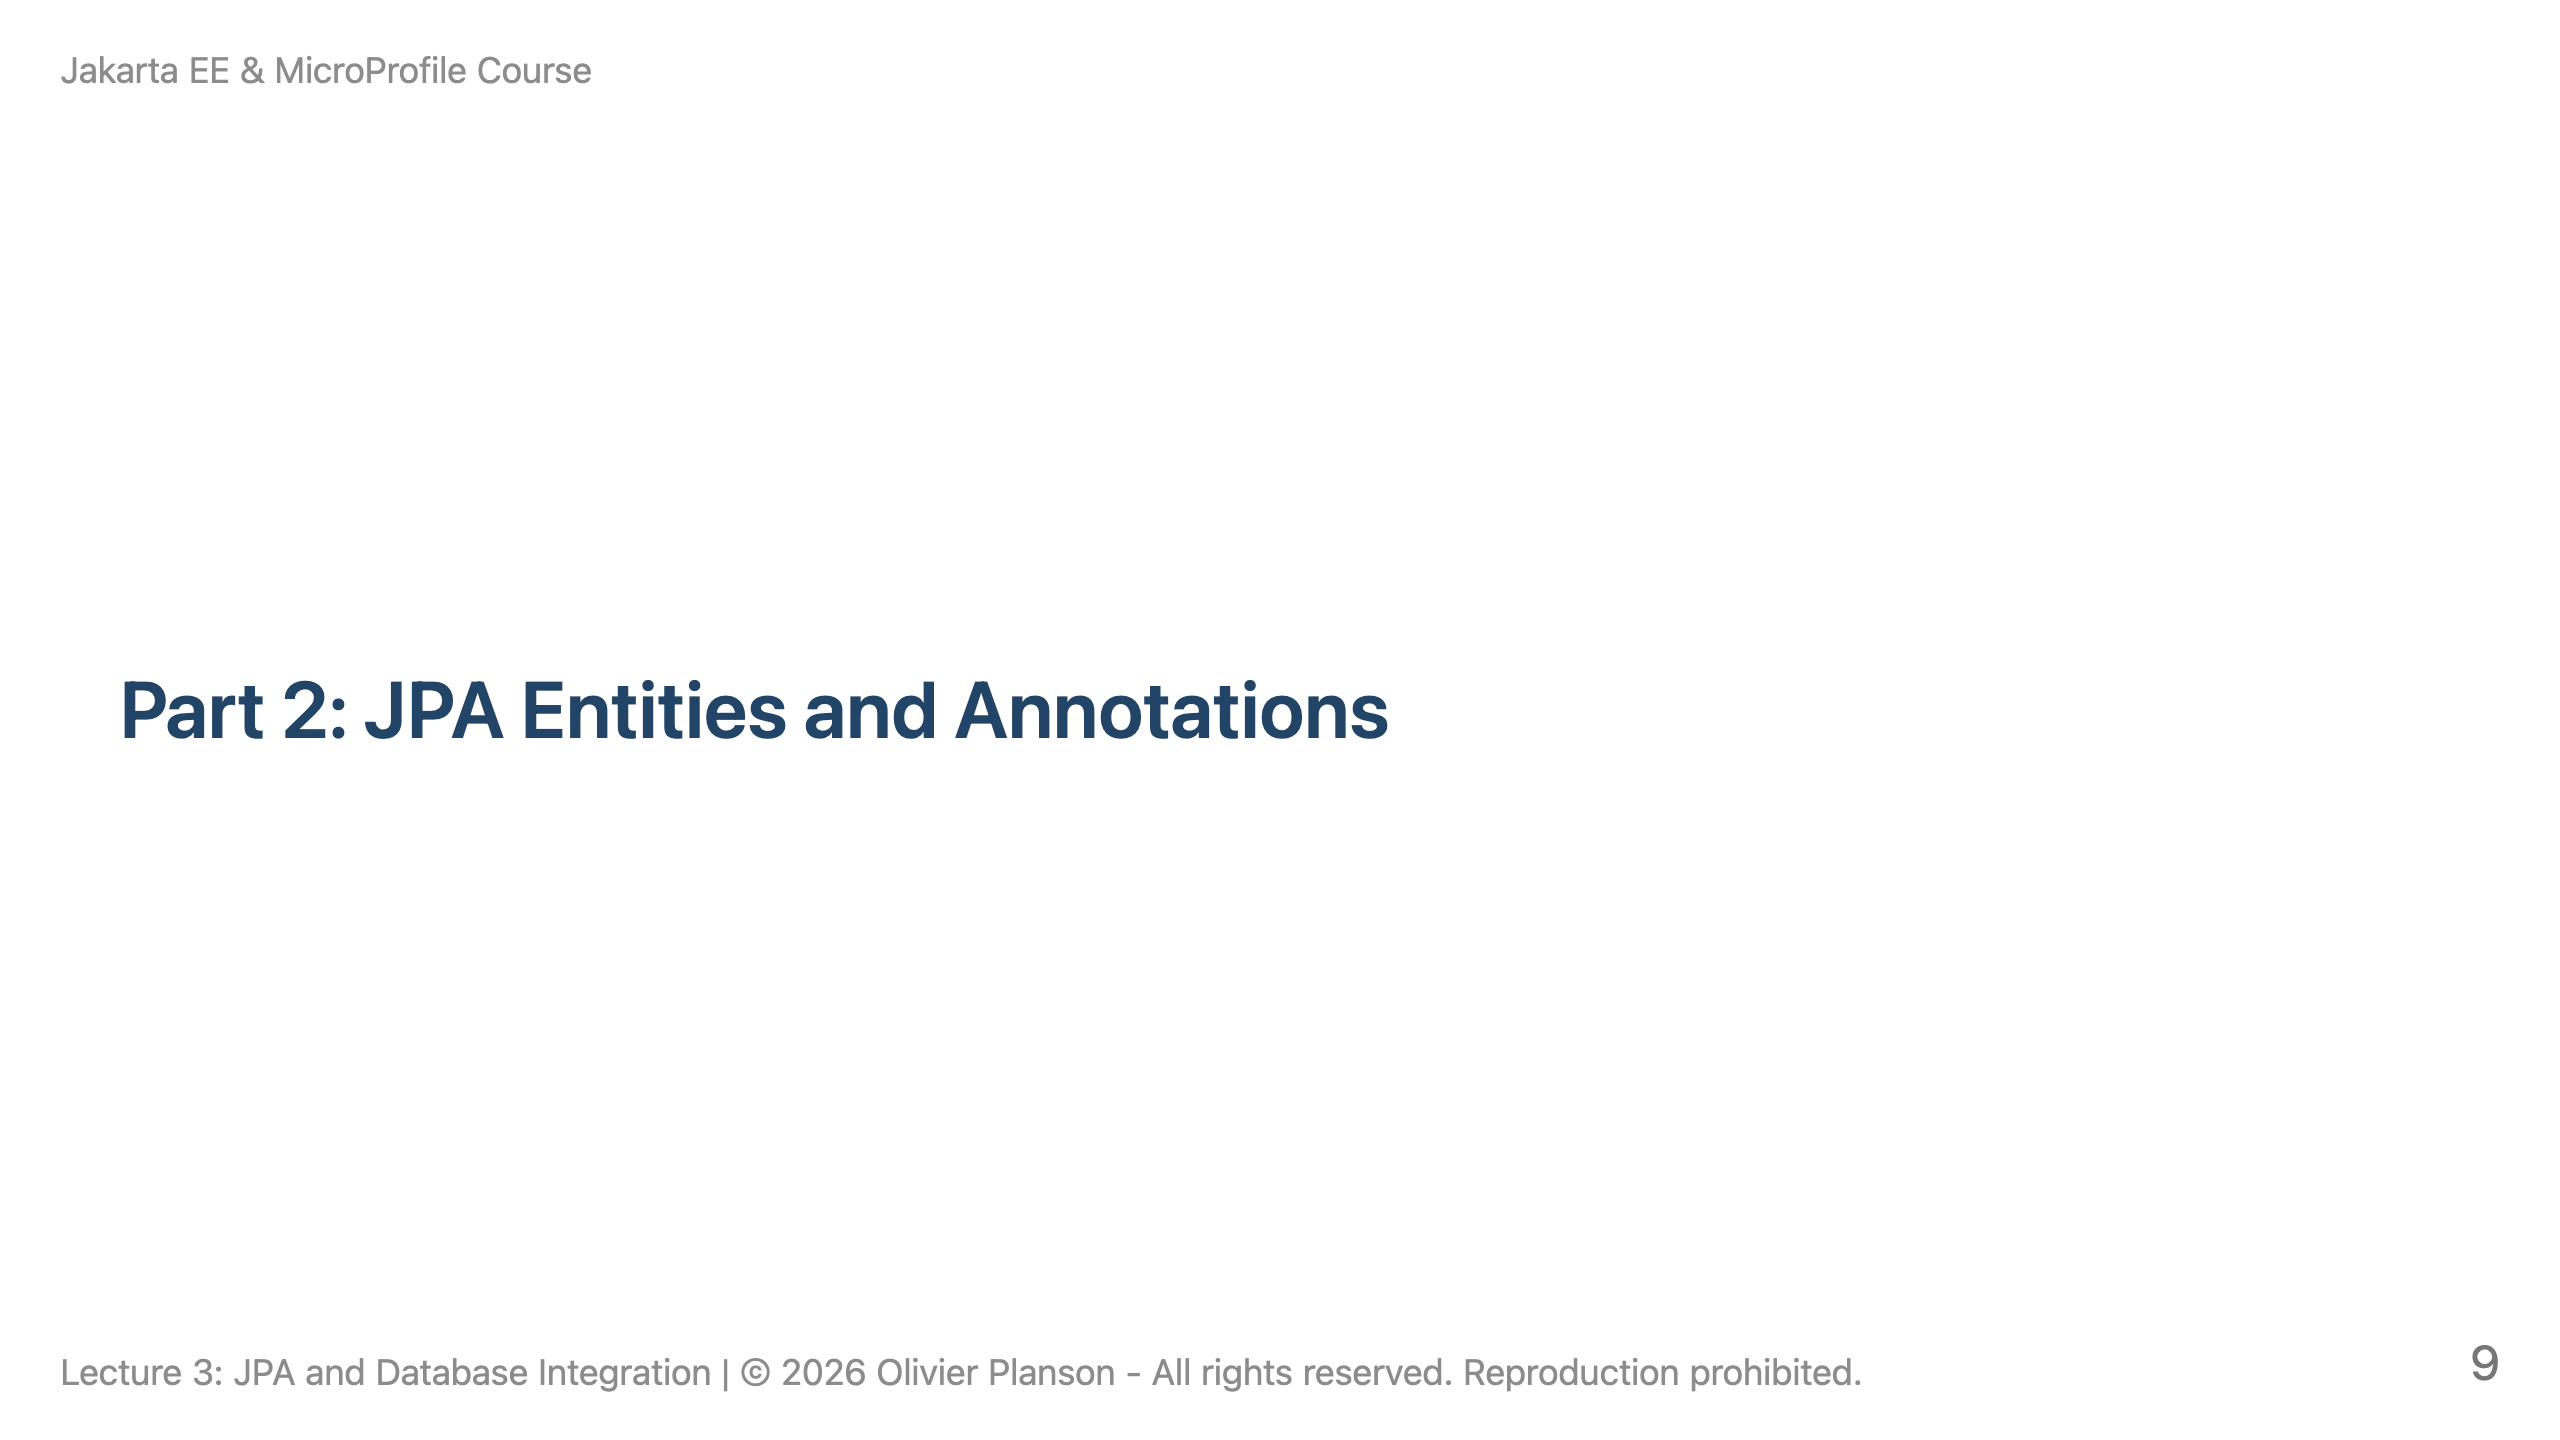 Jakarta EE & MicroProfile Course
Part 2: JPA Entities and Annotations
Lecture 3: JPA and Database Integration | © 2026 Olivier Planson - All rights reserved. Reproduction prohibited.
9